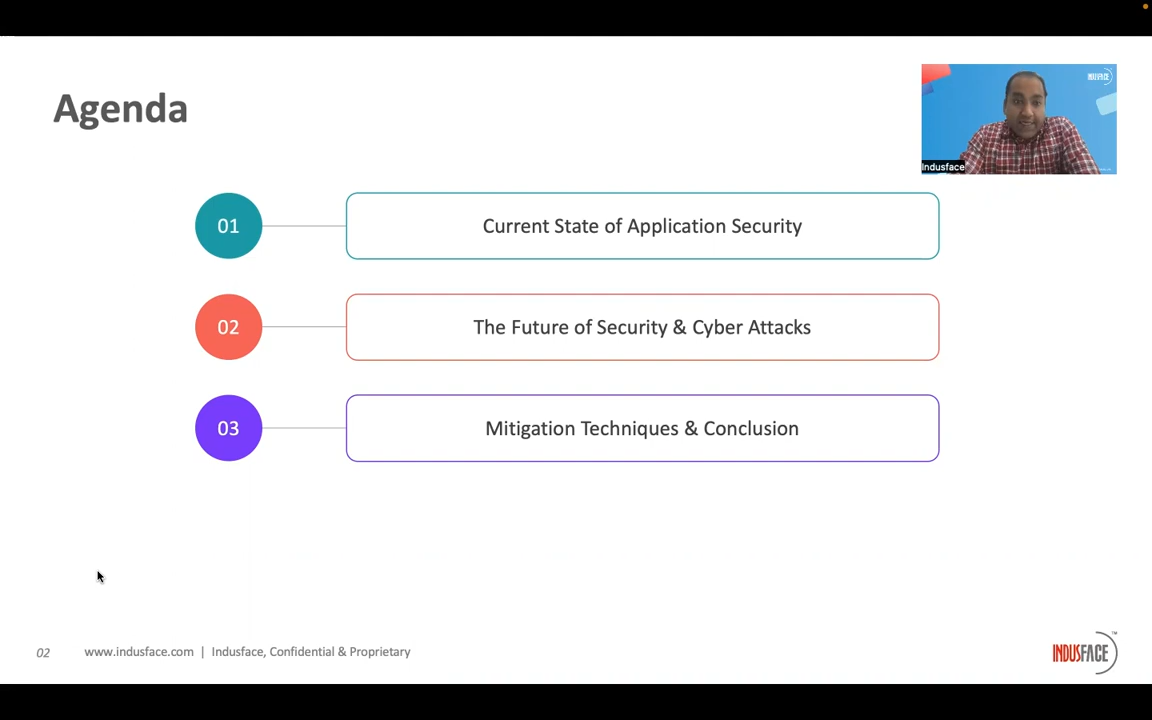 Agenda
INDUSFACE
Indusface
01
Current State of Application Security
02
The Future of Security & Cyber Attacks
03
Mitigation Techniques & Conclusion
02 www.indusface.com | Indusface, Confidential & Proprietary
INDUSFACE™